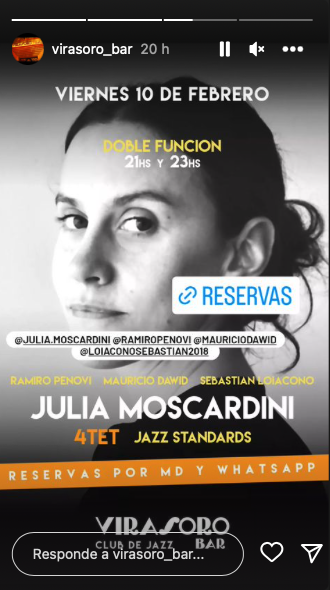 virasoro_bar 20 h
VIERNES 10 DE FEBRERO
DOBLE FUNCION
21HS Y 23HS
RESERVAS
@JULIA.MOSCARDINI @RAMIROPENOVI @MAURICIODAWID
@LOIACONOSEBASTIAN2018
RAMIRO PENOVI MAURICIO DAWID SEBASTIAN LOIACONO
JULIA MOSCARDINI
4TET JAZZ STANDARDS
RESERVAS POR MD Y WHATSAPP
VIRASORO
CLUB DE JAZZ BAR
Responde a virasoro_bar...